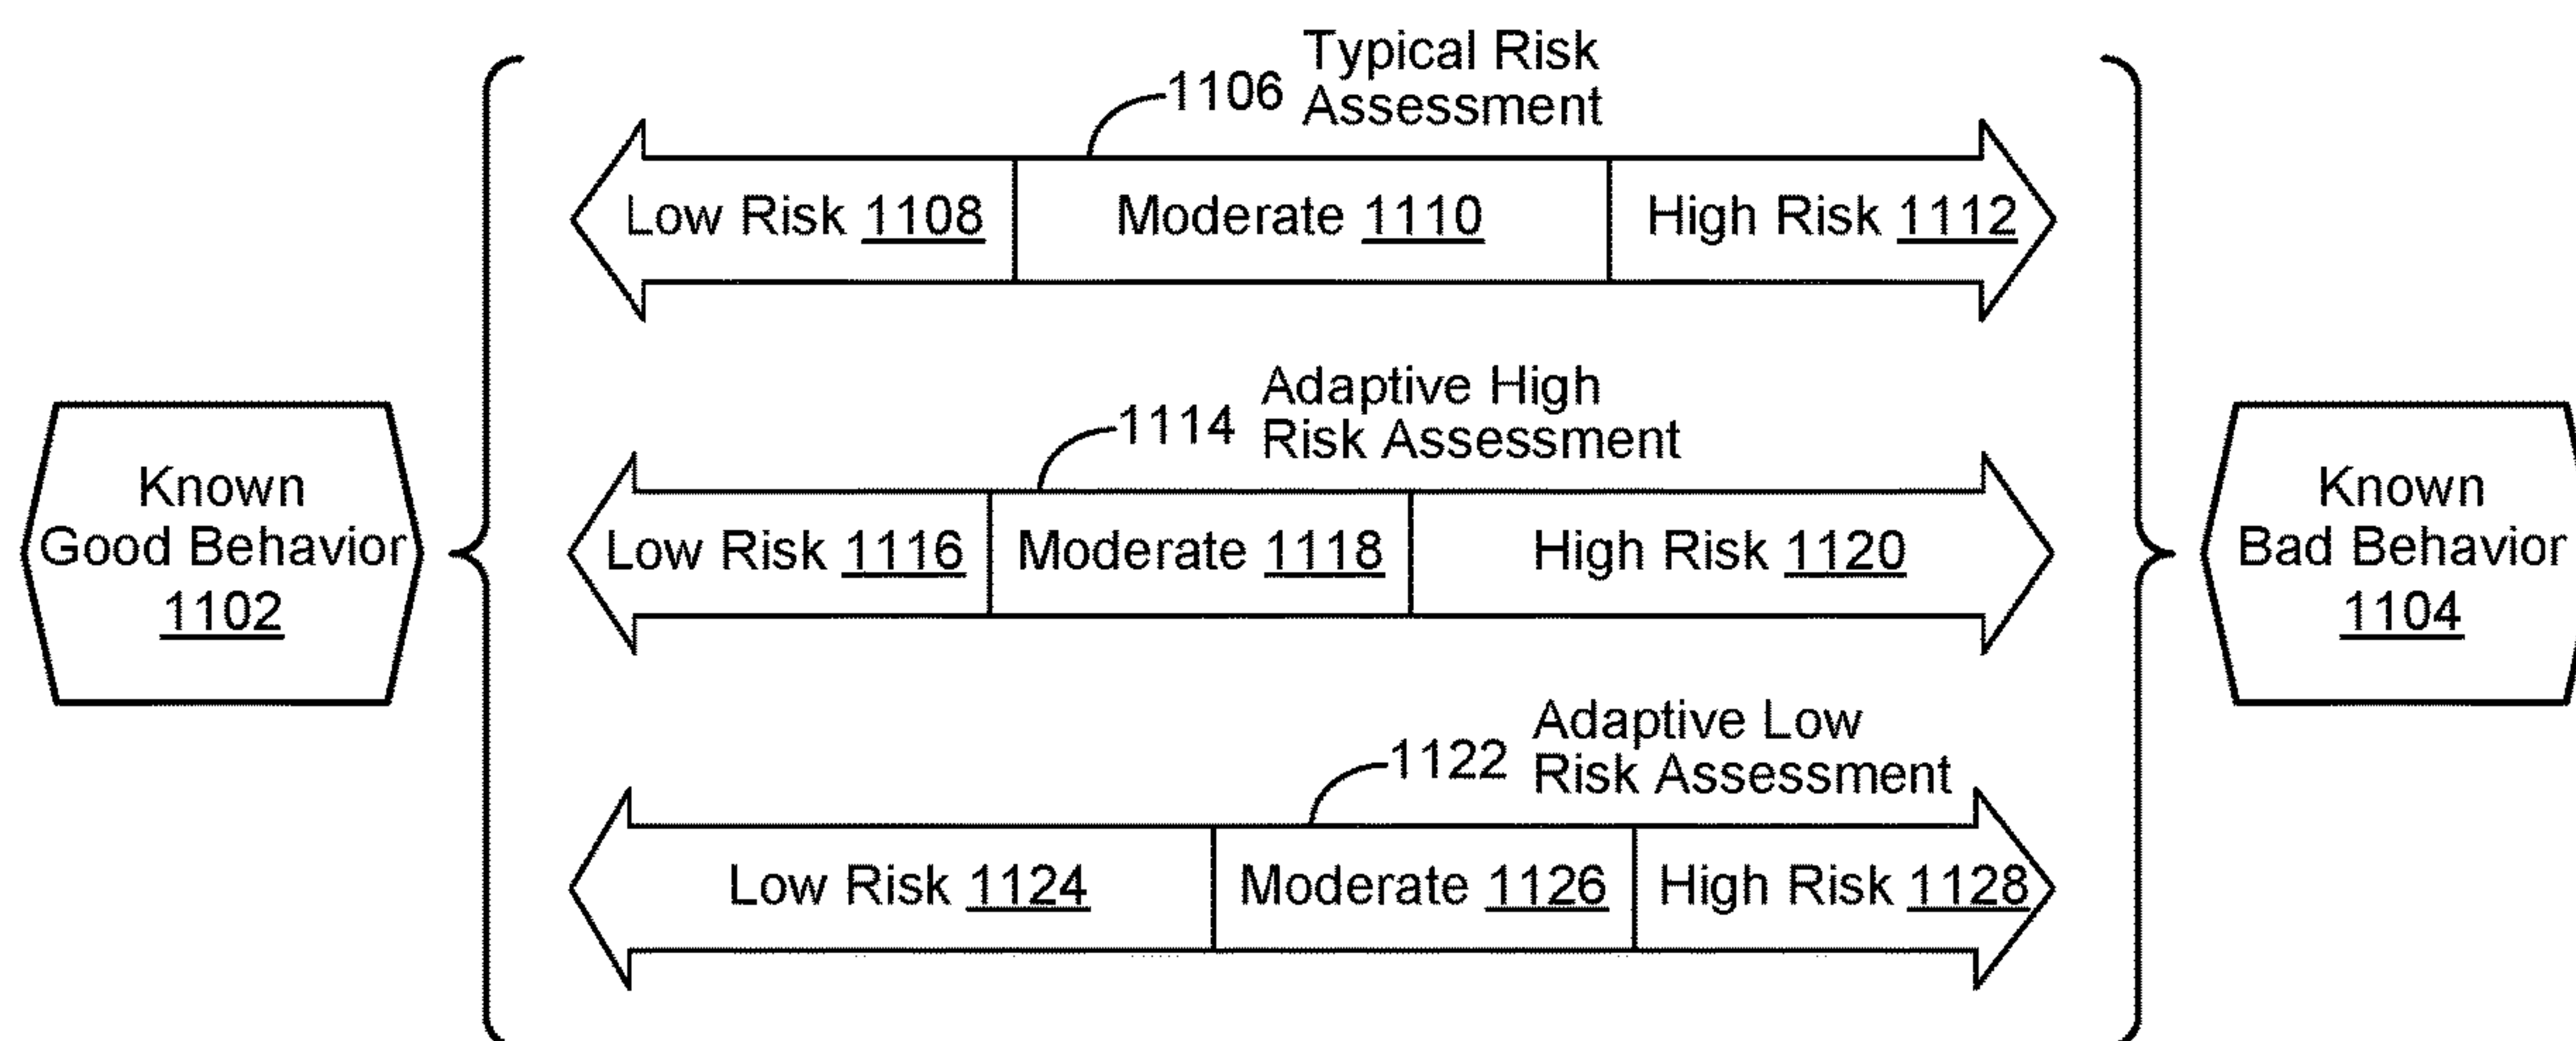 Typical Risk
1106 Assessment
Low Risk 1108 Moderate 1110 High Risk 1112
Adaptive High
1114 Risk Assessment
Known
Good Behavior
1102
Low Risk 1116 Moderate 1118 High Risk 1120
Known
Bad Behavior
1104
Adaptive Low
1122 Risk Assessment
Low Risk 1124 Moderate 1126 High Risk 1128